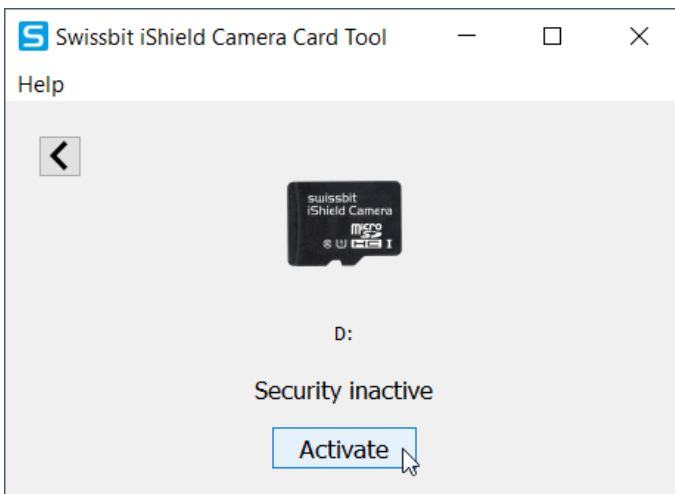 Swissbit iShield Camera Card Tool
Help
swissbit
iShield Camera
micro
SD
HC I
D:
Security inactive
Activate